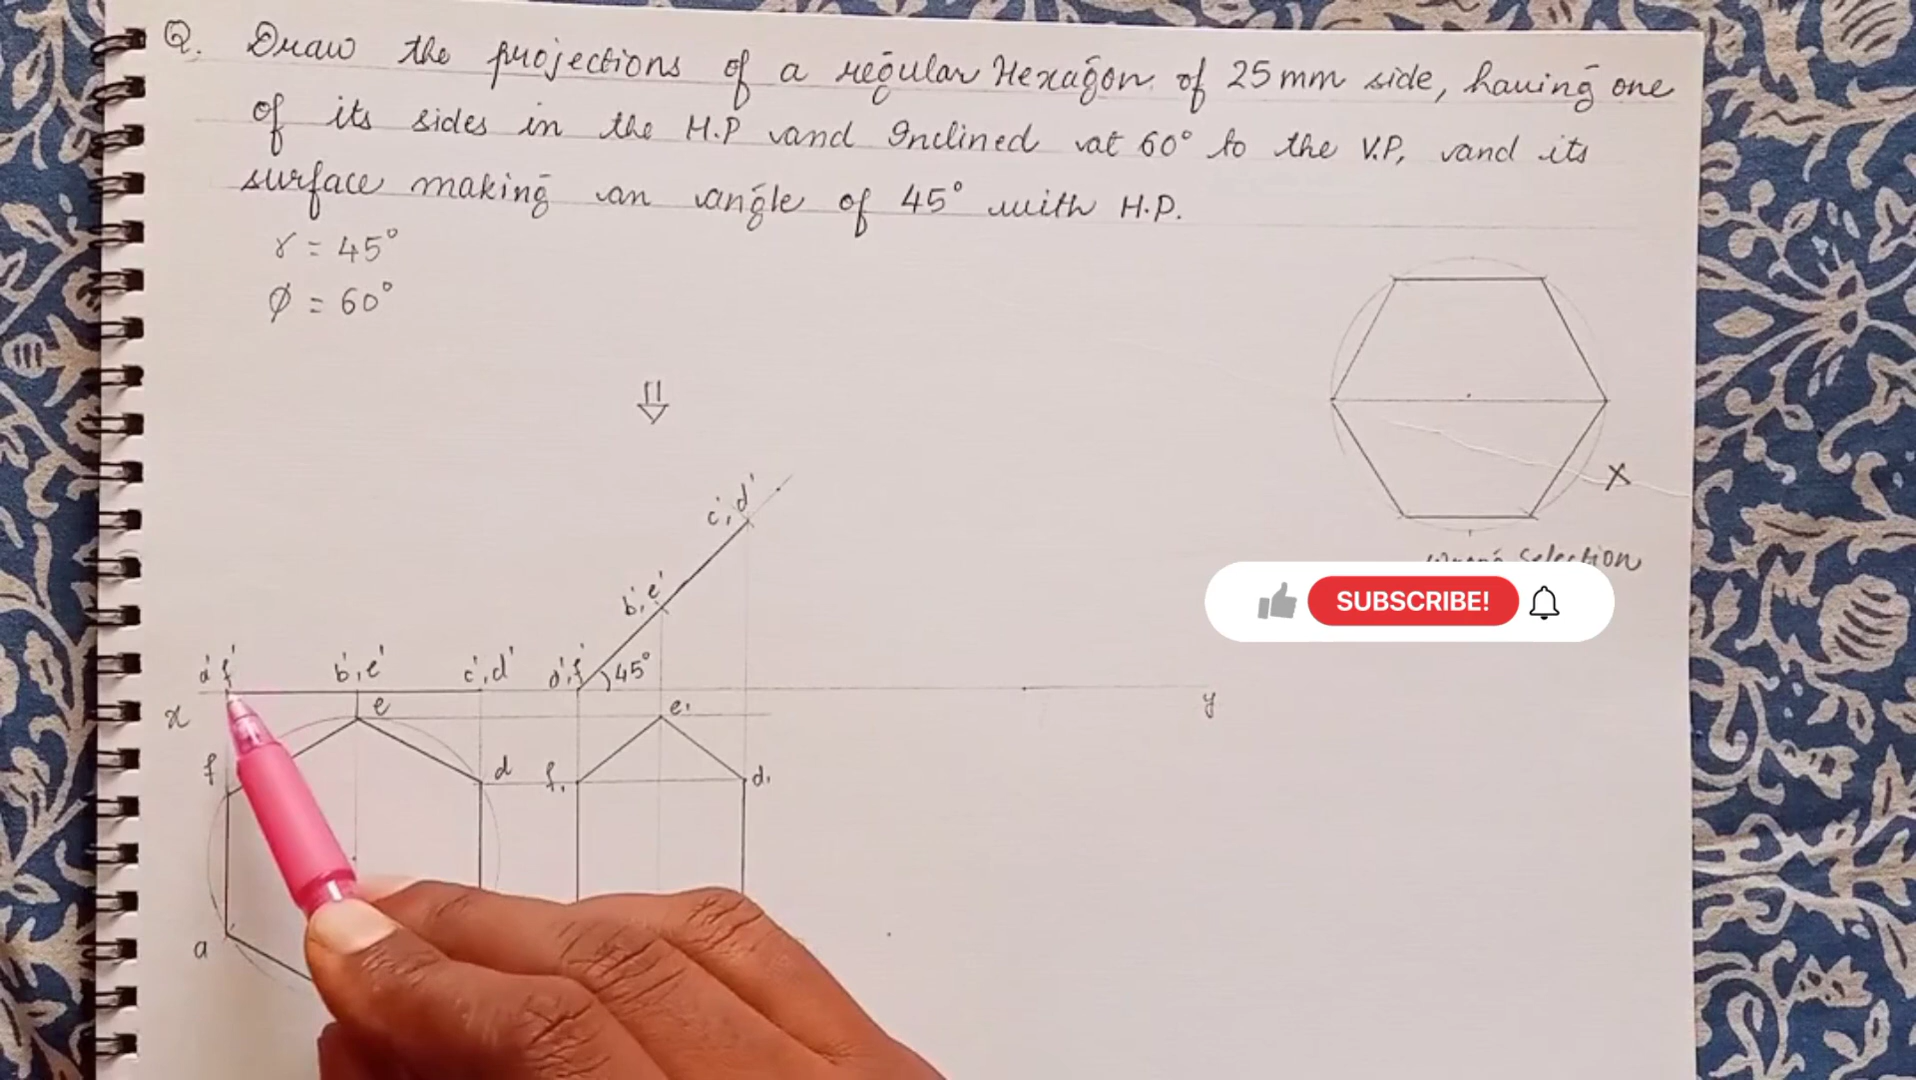 Q. Draw the projections of a regular Hexagon of 25mm side, having one
of its sides in the H.P and Inclined at 60° to the V.P, and its
surface making an angle of 45° with H.P.
γ = 45°
ϕ = 60°
c', d'
b', e'
X
Selection
SUBSCRIBE!
a' f' b', e' c', d' a', f' 45°
x y
e e₁
f d f₁ d₁
a